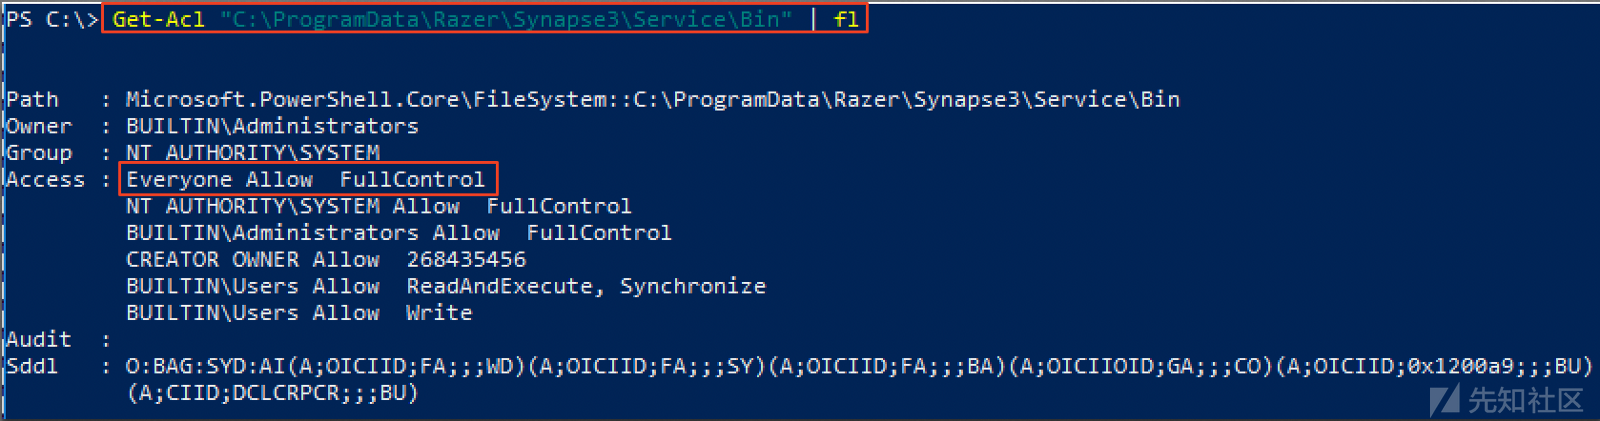 PS C:\> Get-Acl "C:\ProgramData\Razer\Synapse3\Service\Bin" | fl
Path   : Microsoft.PowerShell.Core\FileSystem::C:\ProgramData\Razer\Synapse3\Service\Bin
Owner  : BUILTIN\Administrators
Group  : NT AUTHORITY\SYSTEM
Access : Everyone Allow  FullControl
         NT AUTHORITY\SYSTEM Allow  FullControl
         BUILTIN\Administrators Allow  FullControl
         CREATOR OWNER Allow  268435456
         BUILTIN\Users Allow  ReadAndExecute, Synchronize
         BUILTIN\Users Allow  Write
Audit  :
Sddl   : O:BAG:SYD:AI(A;OICIID;FA;;;WD)(A;OICIID;FA;;;SY)(A;OICIID;FA;;;BA)(A;OICIIOID;GA;;;CO)(A;OICIID;0x1200a9;;;BU)
         (A;CIID;DCLCRPCR;;;BU)
先知社区